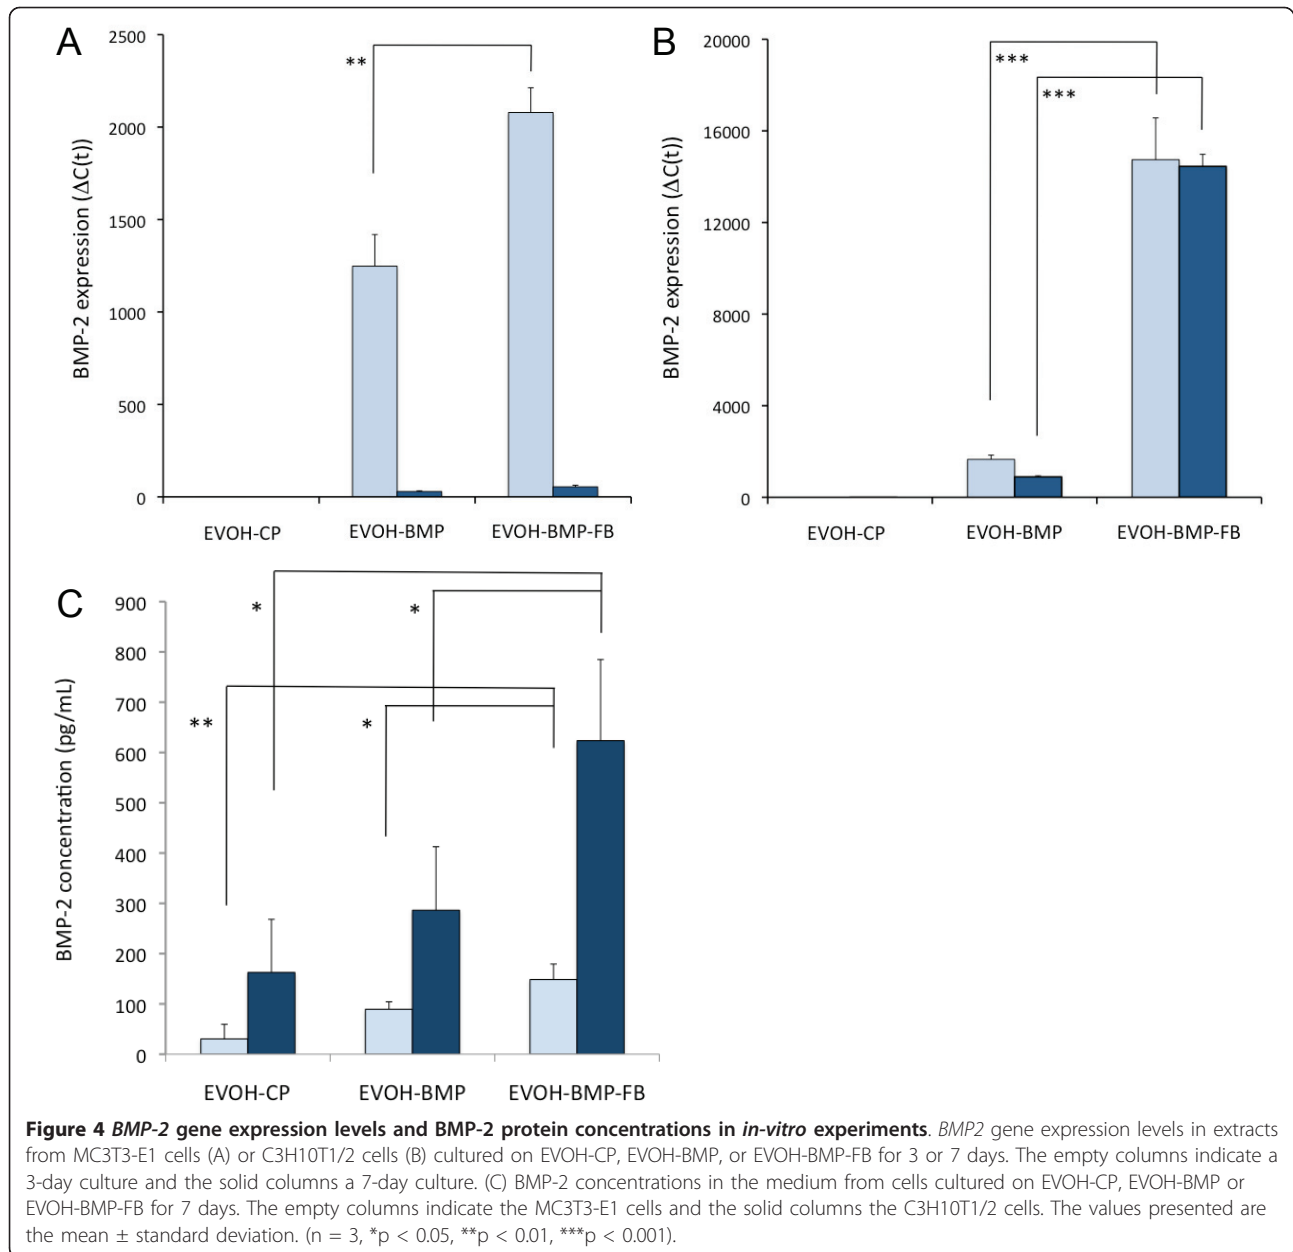 A
BMP-2 expression (ΔC(t))
2500
2000
1500
1000
500
0
**
EVOH-CP EVOH-BMP EVOH-BMP-FB
B
BMP-2 expression (ΔC(t))
20000
16000
12000
8000
4000
0
***
***
EVOH-CP EVOH-BMP EVOH-BMP-FB
C
BMP-2 concentration (pg/mL)
900
800
700
600
500
400
300
200
100
0
*
*
**
*
EVOH-CP EVOH-BMP EVOH-BMP-FB
Figure 4 BMP-2 gene expression levels and BMP-2 protein concentrations in in-vitro experiments. BMP2 gene expression levels in extracts
from MC3T3-E1 cells (A) or C3H10T1/2 cells (B) cultured on EVOH-CP, EVOH-BMP, or EVOH-BMP-FB for 3 or 7 days. The empty columns indicate a
3-day culture and the solid columns a 7-day culture. (C) BMP-2 concentrations in the medium from cells cultured on EVOH-CP, EVOH-BMP or
EVOH-BMP-FB for 7 days. The empty columns indicate the MC3T3-E1 cells and the solid columns the C3H10T1/2 cells. The values presented are
the mean ± standard deviation. (n = 3, *p < 0.05, **p < 0.01, ***p < 0.001).